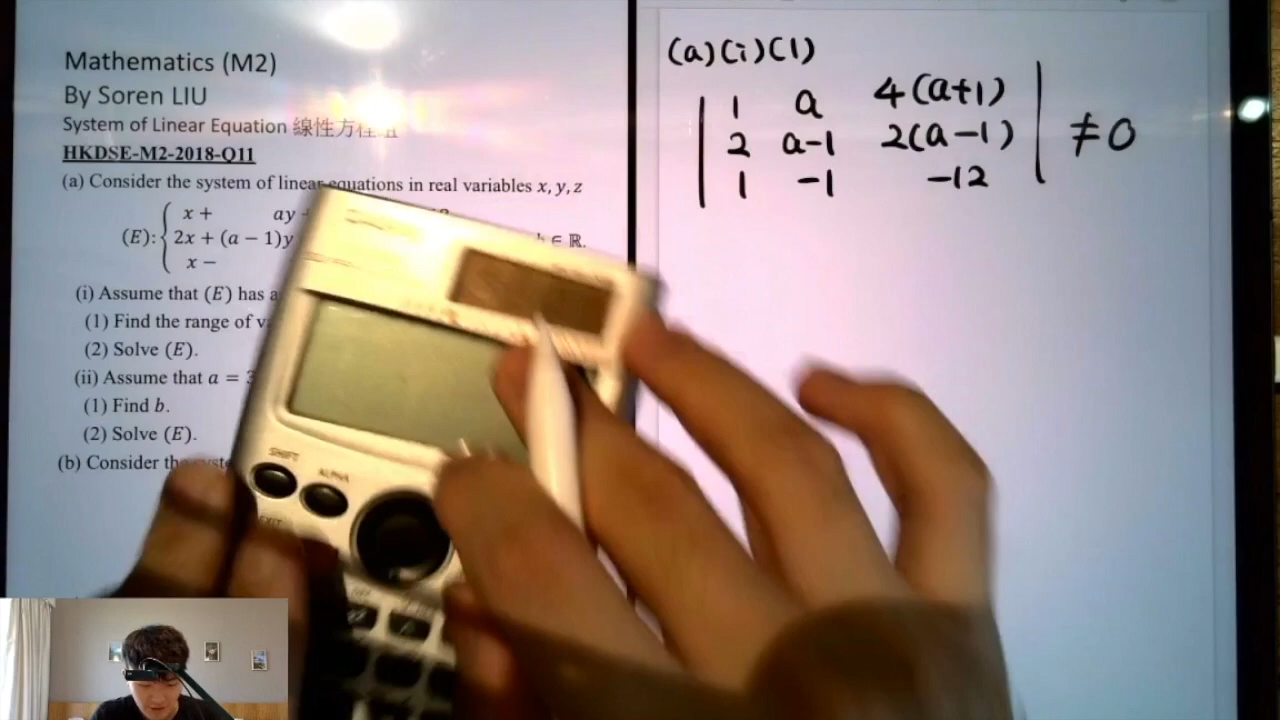 Mathematics (M2)
By Soren LIU
System of Linear Equation 線性方程組
HKDSE-M2-2018-Q11
(a) Consider the system of linear equations in real variables x, y, z
(E): { x + ay
2x + (a − 1)y ∈ ℝ.
x −
(i) Assume that (E) has a
(1) Find the range of
(2) Solve (E).
(ii) Assume that a = 3
(1) Find b.
(2) Solve (E).
(b) Consider the
(a)(i)(1)
| 1 a 4(a+1) |
| 2 a-1 2(a-1) | ≠ 0
| 1 -1 -12 |
SHIFT
ALPHA
EXIT